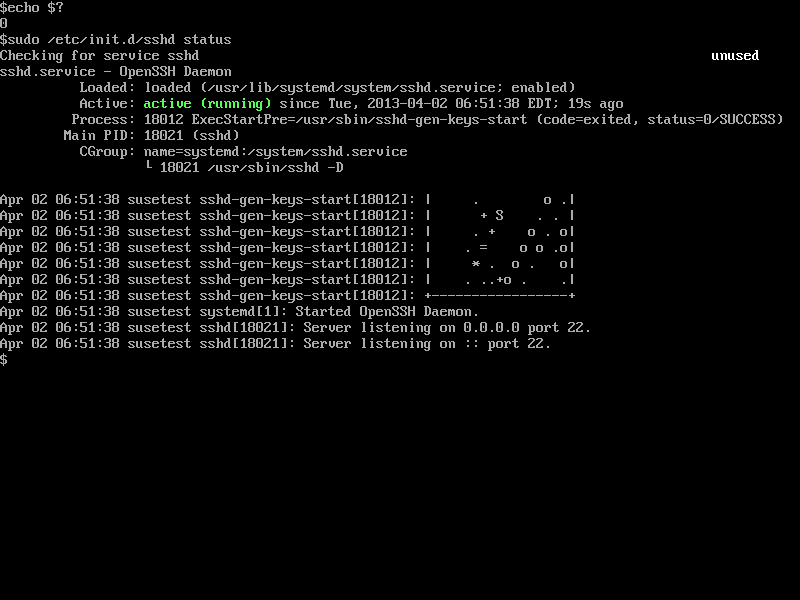 $echo $?
0
$sudo /etc/init.d/sshd status
Checking for service sshd                                                                unused
sshd.service - OpenSSH Daemon
          Loaded: loaded (/usr/lib/systemd/system/sshd.service; enabled)
          Active: active (running) since Tue, 2013-04-02 06:51:38 EDT; 19s ago
         Process: 18012 ExecStartPre=/usr/sbin/sshd-gen-keys-start (code=exited, status=0/SUCCESS)
        Main PID: 18021 (sshd)
          CGroup: name=systemd:/system/sshd.service
                  └ 18021 /usr/sbin/sshd -D

Apr 02 06:51:38 susetest sshd-gen-keys-start[18012]: |     .        o .|
Apr 02 06:51:38 susetest sshd-gen-keys-start[18012]: |      + S    . . |
Apr 02 06:51:38 susetest sshd-gen-keys-start[18012]: |     . +    o . o|
Apr 02 06:51:38 susetest sshd-gen-keys-start[18012]: |    . =    o o .o|
Apr 02 06:51:38 susetest sshd-gen-keys-start[18012]: |     * .  o .   o|
Apr 02 06:51:38 susetest sshd-gen-keys-start[18012]: |    . ..+o .    .|
Apr 02 06:51:38 susetest sshd-gen-keys-start[18012]: +-----------------+
Apr 02 06:51:38 susetest systemd[1]: Started OpenSSH Daemon.
Apr 02 06:51:38 susetest sshd[18021]: Server listening on 0.0.0.0 port 22.
Apr 02 06:51:38 susetest sshd[18021]: Server listening on :: port 22.
$